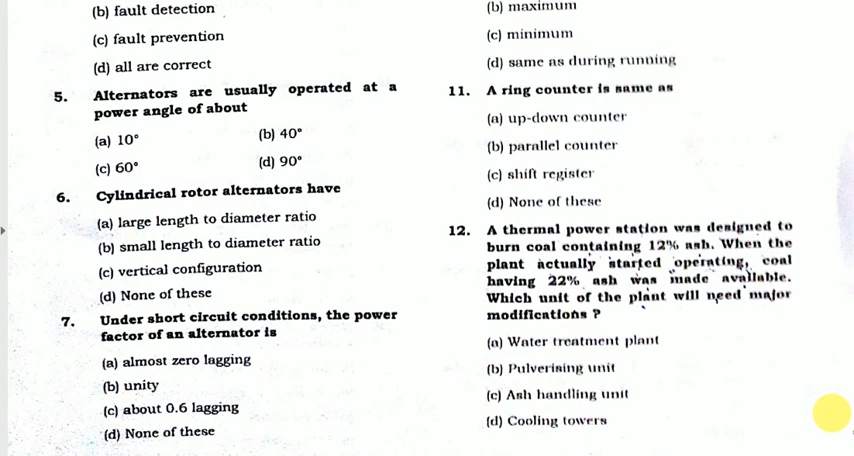 (b) fault detection
(c) fault prevention
(d) all are correct
5. Alternators are usually operated at a
power angle of about
(a) 10° (b) 40°
(c) 60° (d) 90°
6. Cylindrical rotor alternators have
(a) large length to diameter ratio
(b) small length to diameter ratio
(c) vertical configuration
(d) None of these
7. Under short circuit conditions, the power
factor of an alternator is
(a) almost zero lagging
(b) unity
(c) about 0.6 lagging
(d) None of these
(b) maximum
(c) minimum
(d) same as during running
11. A ring counter is same as
(a) up-down counter
(b) parallel counter
(c) shift register
(d) None of these
12. A thermal power station was designed to
burn coal containing 12% ash. When the
plant actually started operating, coal
having 22% ash was made available.
Which unit of the plant will need major
modifications ?
(a) Water treatment plant
(b) Pulverising unit
(c) Ash handling unit
(d) Cooling towers